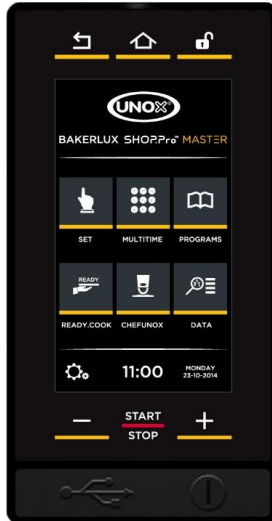 UNOX
BAKERLUX SHOP.Pro™ MASTER
SET MULTITIME PROGRAMS
READY
READY.COOK CHEFUNOX DATA
11:00 MONDAY
23-10-2014
START
STOP